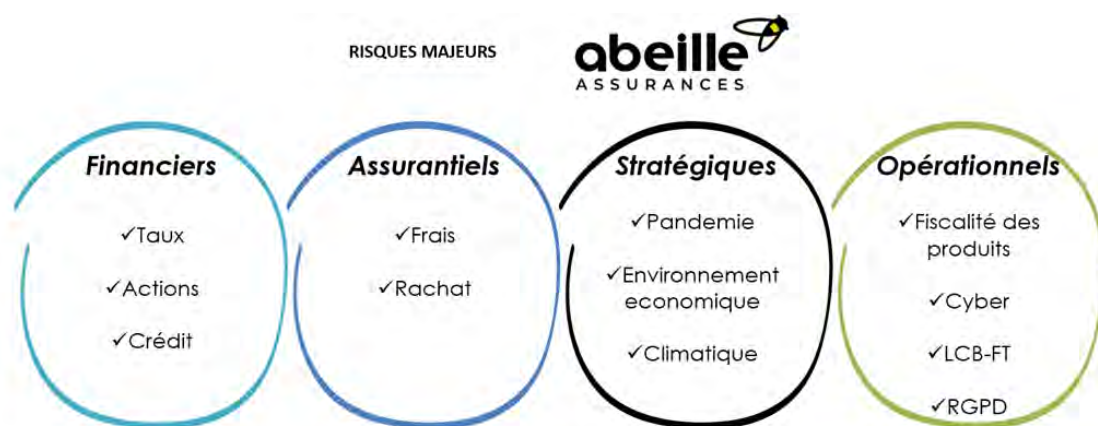 RISQUES MAJEURS
abeille
ASSURANCES
Financiers
✓Taux
✓Actions
✓Crédit
Assurantiels
✓Frais
✓Rachat
Stratégiques
✓Pandemie
✓Environnement
economique
✓Climatique
Opérationnels
✓Fiscalité des
produits
✓Cyber
✓LCB-FT
✓RGPD